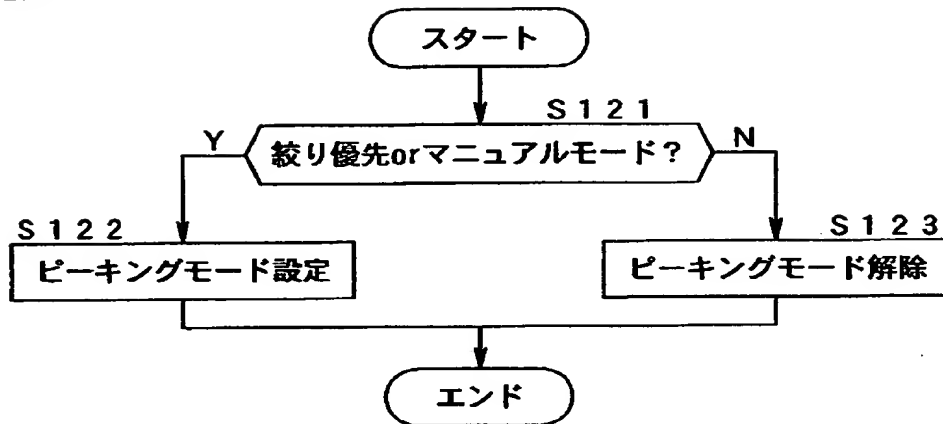 スタート
S121
Y
絞り優先orマニュアルモード？
N
S122
S123
ピーキングモード設定
ピーキングモード解除
エンド